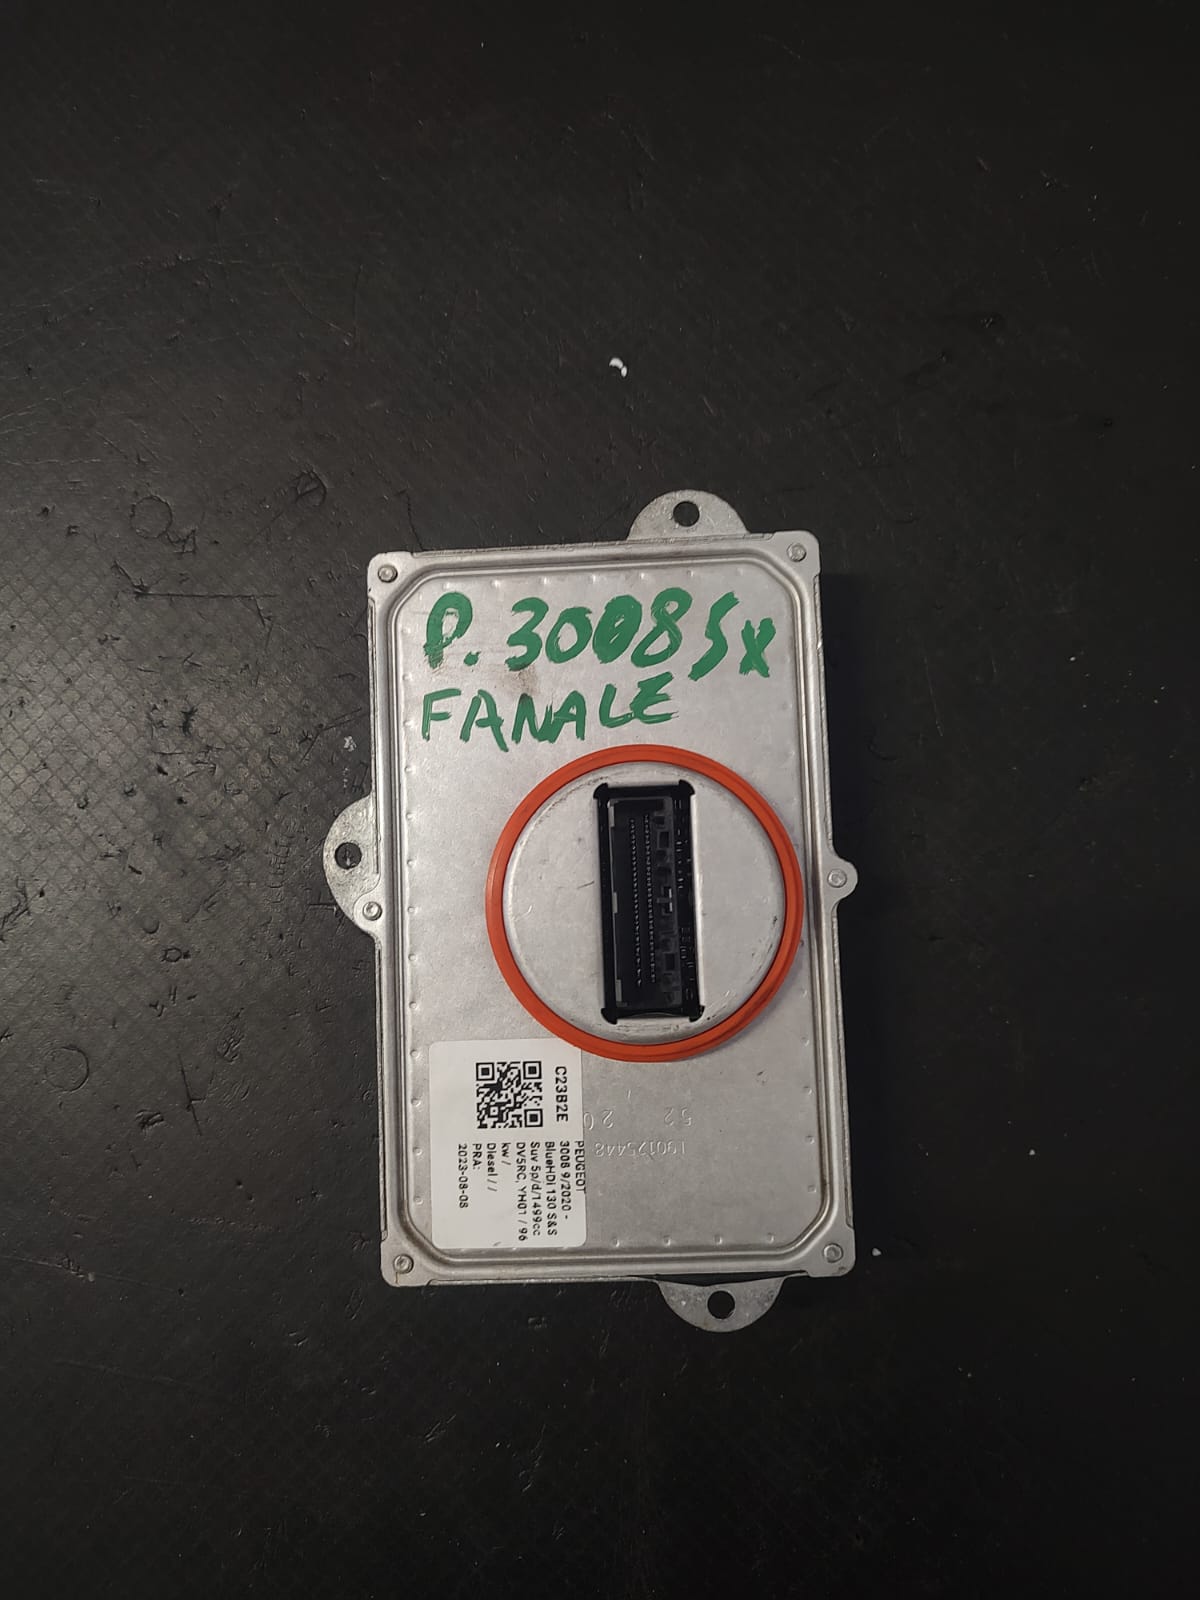 P. 3008 Sx
FANALE
C23B2E
PEUGEOT
3008 9/2020 -
BlueHDi 130 S&S
Suv 5p/d/1499cc
DV5RC, YH01 / 96
kw /
Diesel / /
PRA:
2023-08-08
52 20
L90125448